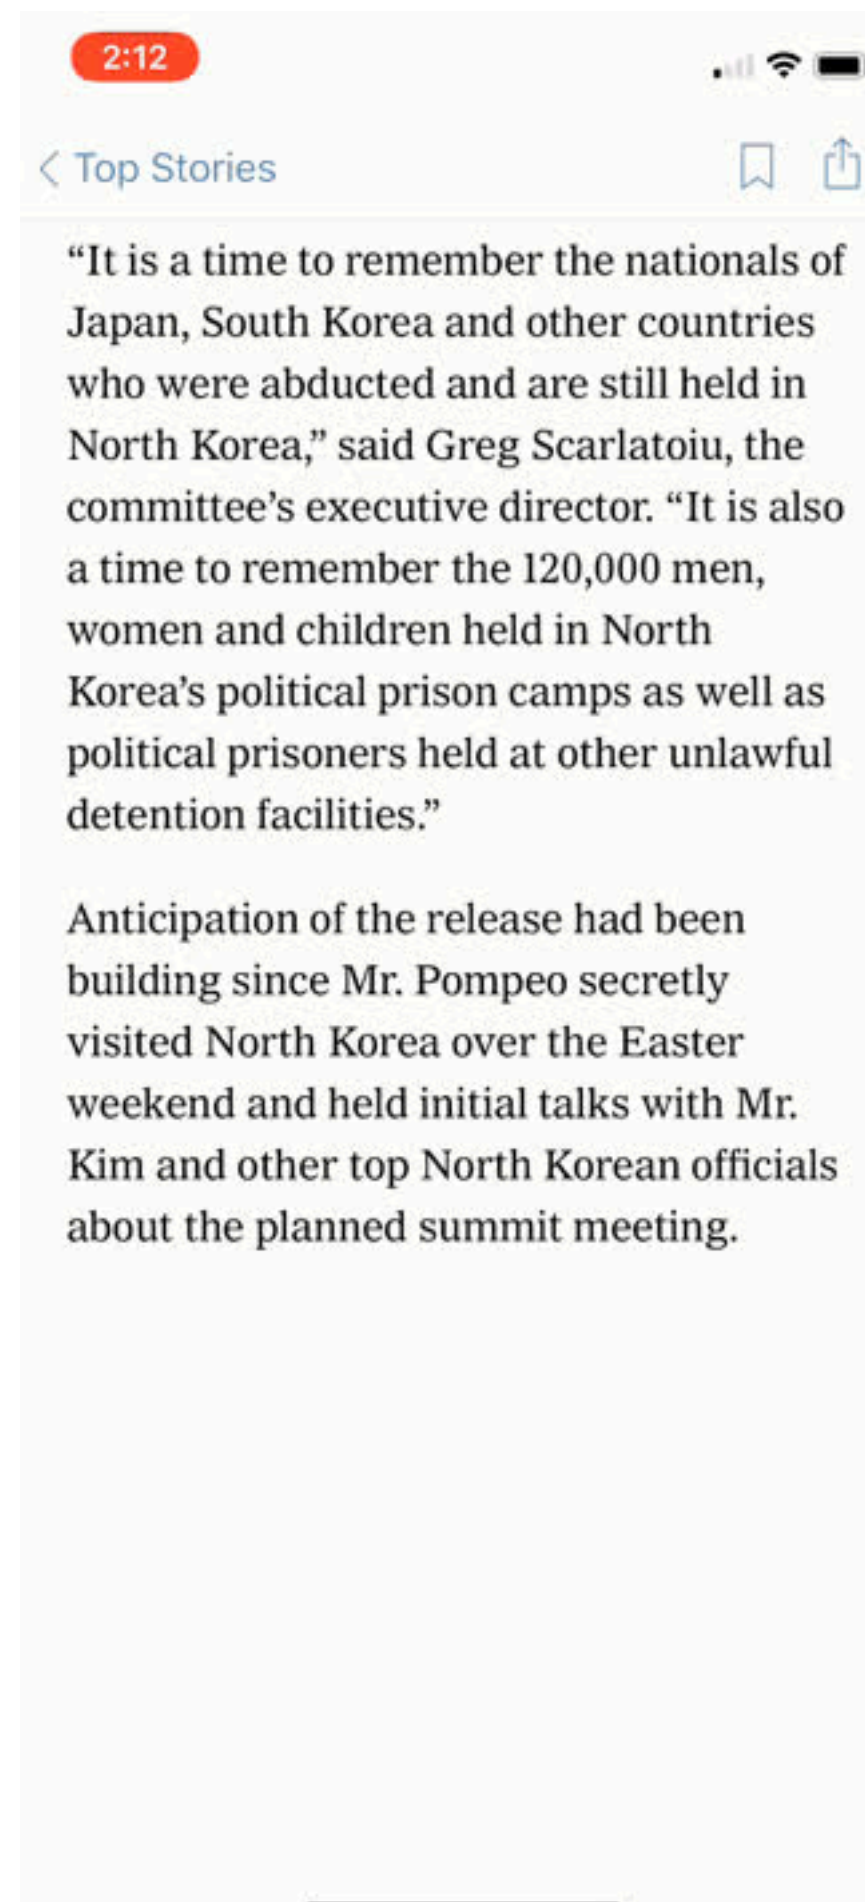 2:12
Top Stories
“It is a time to remember the nationals of
Japan, South Korea and other countries
who were abducted and are still held in
North Korea,” said Greg Scarlatoiu, the
committee’s executive director. “It is also
a time to remember the 120,000 men,
women and children held in North
Korea’s political prison camps as well as
political prisoners held at other unlawful
detention facilities.”
Anticipation of the release had been
building since Mr. Pompeo secretly
visited North Korea over the Easter
weekend and held initial talks with Mr.
Kim and other top North Korean officials
about the planned summit meeting.